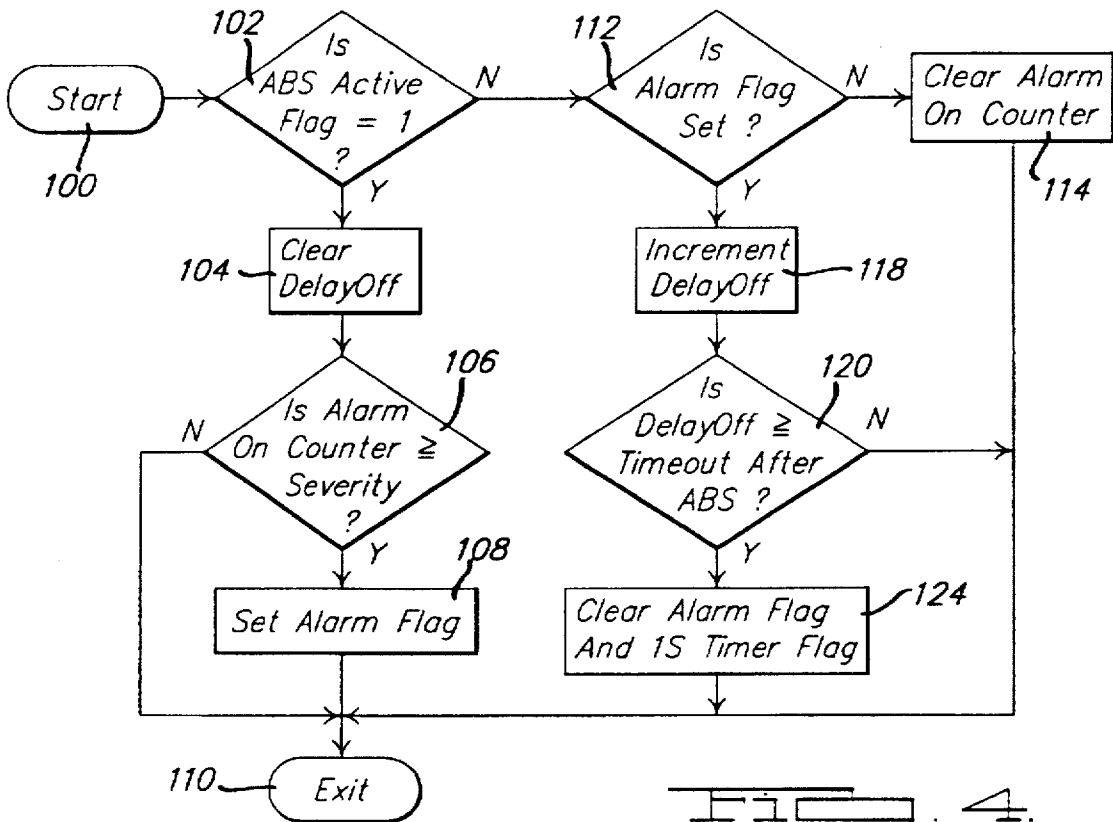 102
Is
ABS Active
Flag = 1
?
N
Y
Start
100
112
Is
Alarm Flag
Set ?
N
Y
Clear Alarm
On Counter
114
104
Clear
DelayOff
Increment
DelayOff
118
106
Is Alarm
On Counter ≧
Severity
?
N
Y
120
Is
DelayOff ≧
Timeout After
ABS ?
N
Y
108
Set Alarm Flag
124
Clear Alarm Flag
And 1S Timer Flag
110
Exit
Fig. 4.